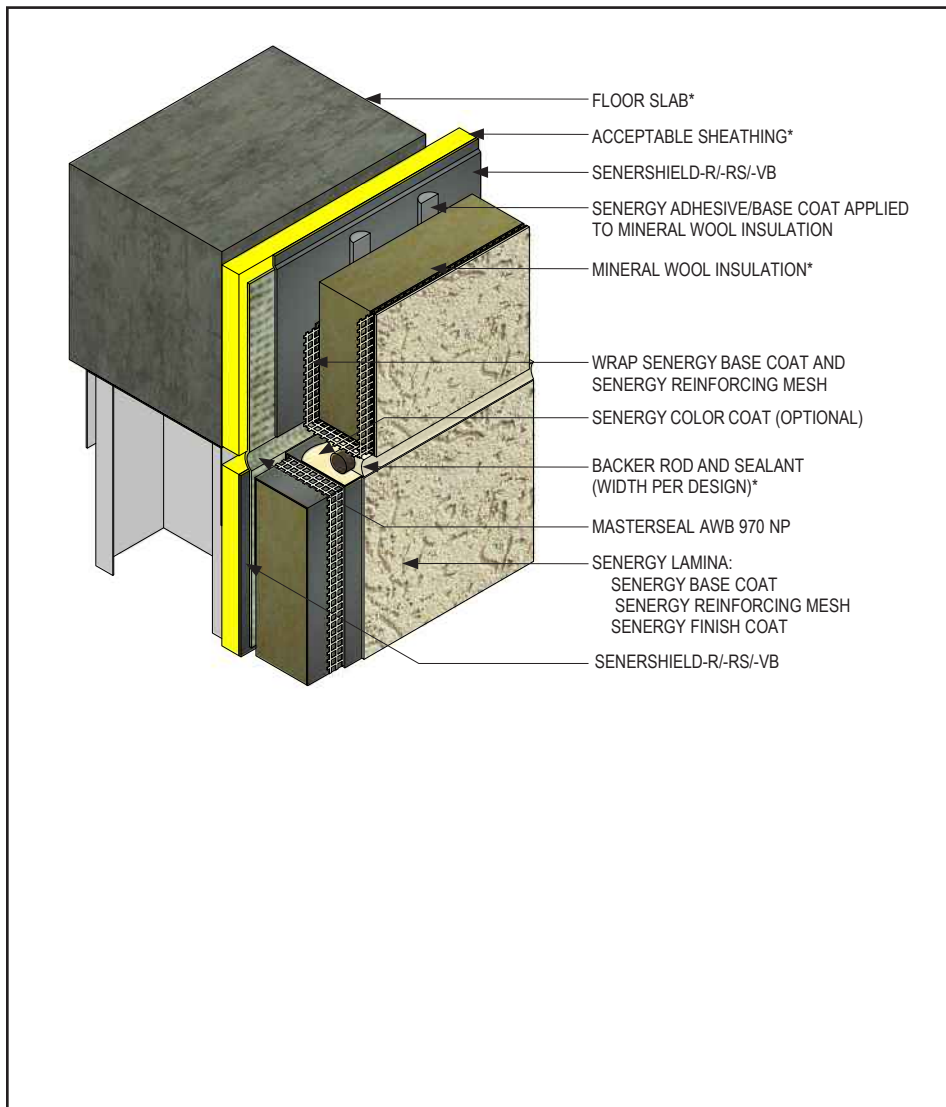 FLOOR SLAB*
ACCEPTABLE SHEATHING*
SENERSHIELD-R/-RS/-VB
SENERGY ADHESIVE/BASE COAT APPLIED
TO MINERAL WOOL INSULATION
MINERAL WOOL INSULATION*
WRAP SENERGY BASE COAT AND
SENERGY REINFORCING MESH
SENERGY COLOR COAT (OPTIONAL)
BACKER ROD AND SEALANT
(WIDTH PER DESIGN)*
MASTERSEAL AWB 970 NP
SENERGY LAMINA:
SENERGY BASE COAT
SENERGY REINFORCING MESH
SENERGY FINISH COAT
SENERSHIELD-R/-RS/-VB